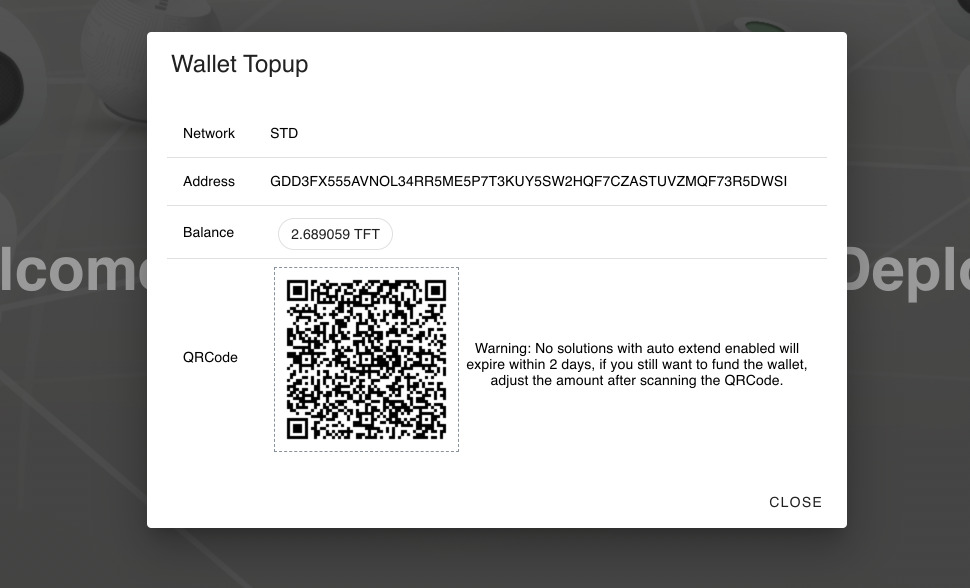 Wallet Topup
Network STD
Address GDD3FX555AVNOL34RR5ME5P7T3KUY5SW2HQF7CZASTUVZMQF73R5DWSI
Balance 2.689059 TFT
lcome
Deplo
QRCode
Warning: No solutions with auto extend enabled will
expire within 2 days, if you still want to fund the wallet,
adjust the amount after scanning the QRCode.
CLOSE